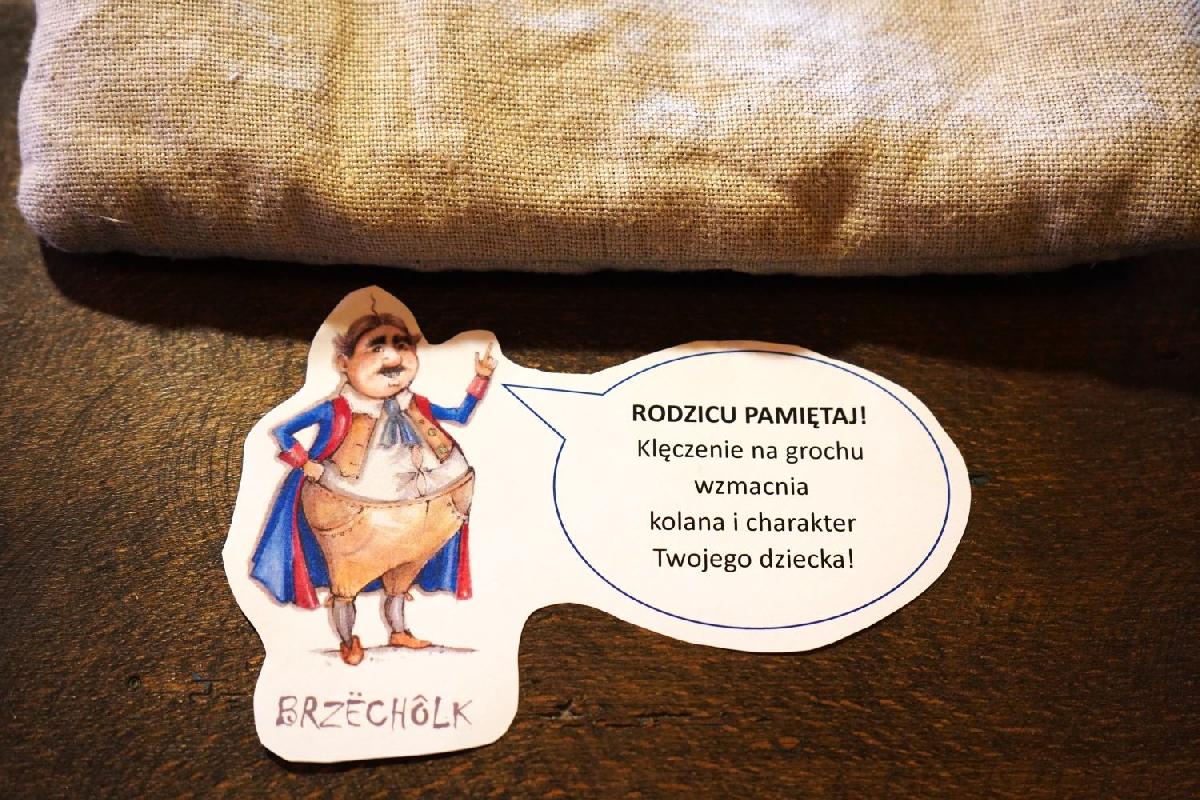 RODZICU PAMIĘTAJ!
Klęczenie na grochu
wzmacnia
kolana i charakter
Twojego dziecka!
BRZËCHÔLK